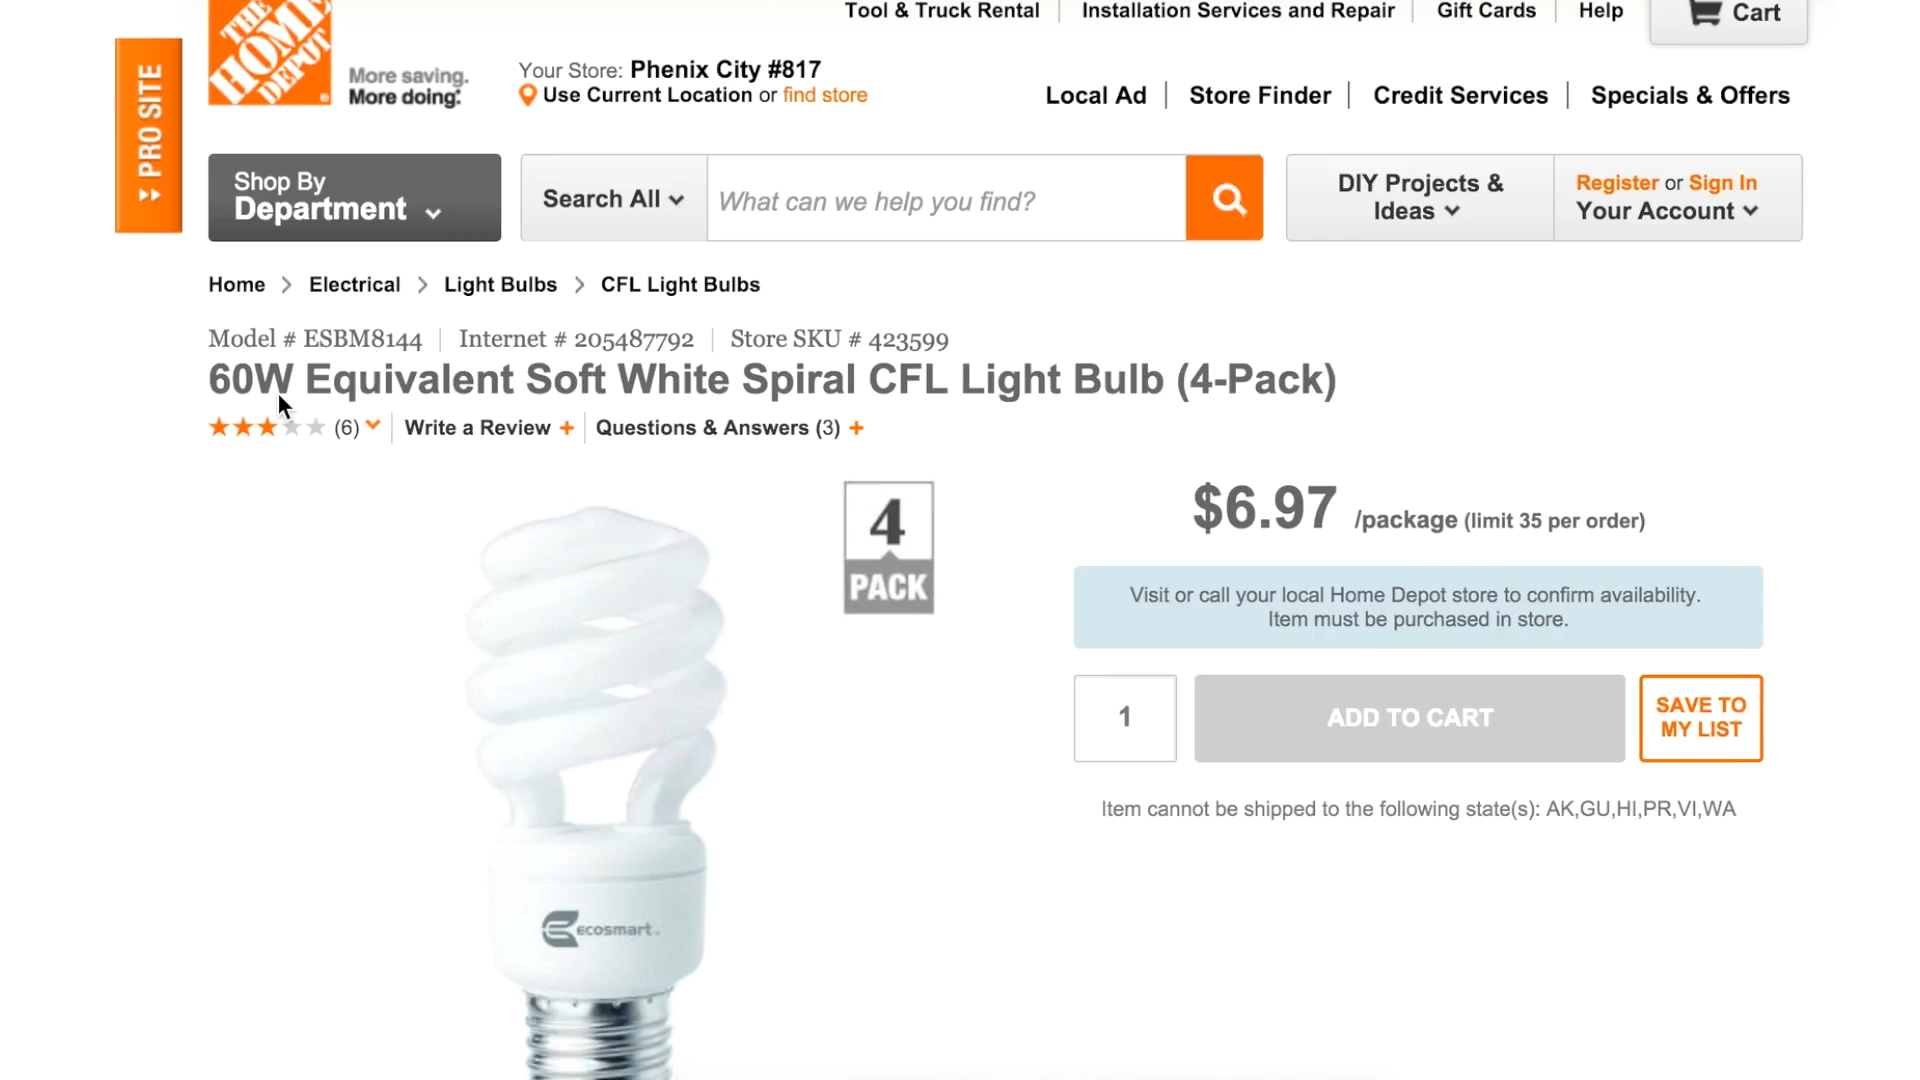 Tool & Truck Rental
Installation Services and Repair
Gift Cards
Help
Cart
THE
HOME
DEPOT
More saving.
More doing.
PRO SITE
Your Store: Phenix City #817
Use Current Location or find store
Local Ad
Store Finder
Credit Services
Specials & Offers
Shop By
Department
Search All
What can we help you find?
DIY Projects &
Ideas
Register or Sign In
Your Account
Home
Electrical
Light Bulbs
CFL Light Bulbs
Model # ESBM8144
Internet # 205487792
Store SKU # 423599
60W Equivalent Soft White Spiral CFL Light Bulb (4-Pack)
(6)
Write a Review +
Questions & Answers (3) +
4
PACK
$6.97 /package (limit 35 per order)
Visit or call your local Home Depot store to confirm availability.
Item must be purchased in store.
1
ADD TO CART
SAVE TO
MY LIST
Item cannot be shipped to the following state(s): AK,GU,HI,PR,VI,WA
ecosmart